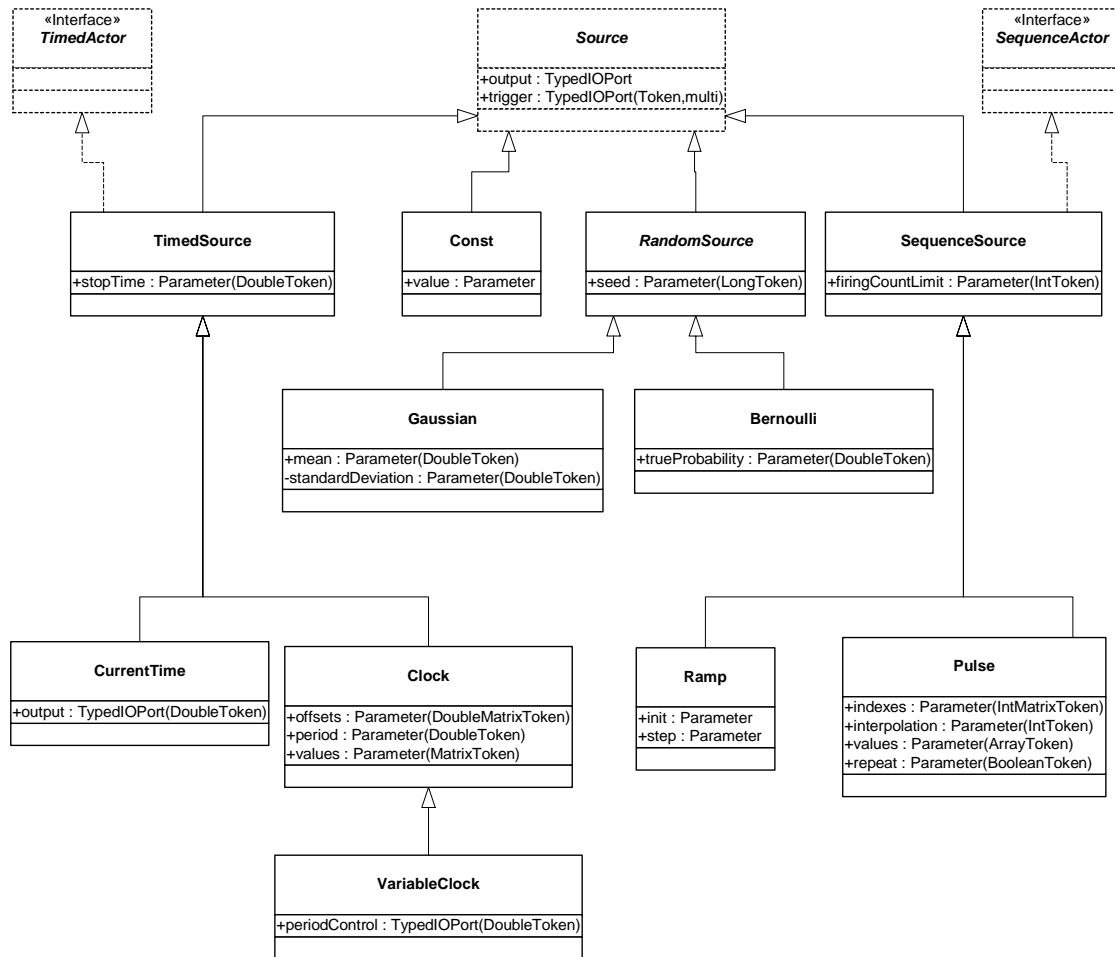 «Interface»
TimedActor
Source
+output : TypedIOPort
+trigger : TypedIOPort(Token,multi)
«Interface»
SequenceActor
TimedSource
+stopTime : Parameter(DoubleToken)
Const
+value : Parameter
RandomSource
+seed : Parameter(LongToken)
SequenceSource
+firingCountLimit : Parameter(IntToken)
Gaussian
+mean : Parameter(DoubleToken)
-standardDeviation : Parameter(DoubleToken)
Bernoulli
+trueProbability : Parameter(DoubleToken)
CurrentTime
+output : TypedIOPort(DoubleToken)
Clock
+offsets : Parameter(DoubleMatrixToken)
+period : Parameter(DoubleToken)
+values : Parameter(MatrixToken)
Ramp
+init : Parameter
+step : Parameter
Pulse
+indexes : Parameter(IntMatrixToken)
+interpolation : Parameter(IntToken)
+values : Parameter(ArrayToken)
+repeat : Parameter(BooleanToken)
VariableClock
+periodControl : TypedIOPort(DoubleToken)